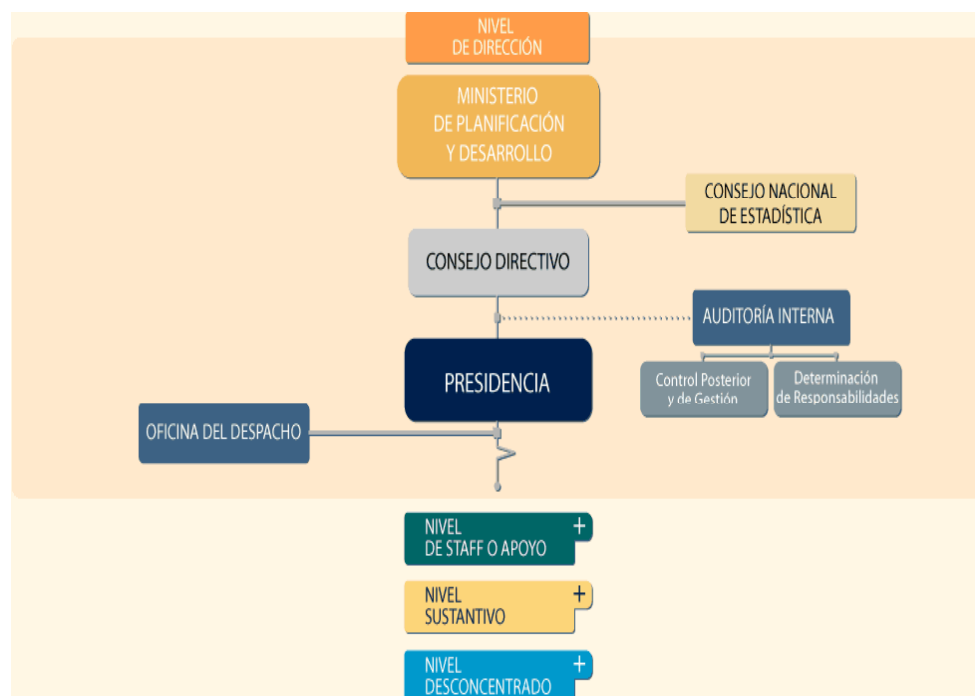 NIVEL
DE DIRECCIÓN
MINISTERIO
DE PLANIFICACIÓN
Y DESARROLLO
CONSEJO NACIONAL
DE ESTADÍSTICA
CONSEJO DIRECTIVO
AUDITORÍA INTERNA
PRESIDENCIA
Control Posterior
y de Gestión
Determinación
de Responsabilidades
OFICINA DEL DESPACHO
NIVEL +
DE STAFF O APOYO
NIVEL +
SUSTANTIVO
NIVEL +
DESCONCENTRADO